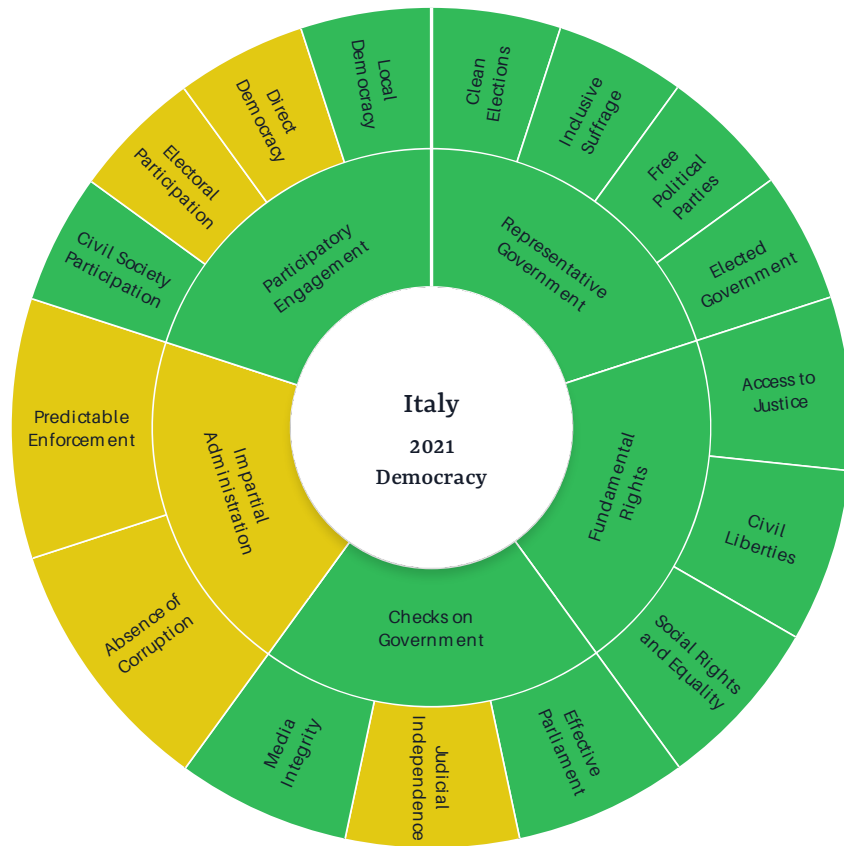 Italy
2021
Democracy
Representative
Government
Fundamental
Rights
Checks on
Government
Impartial
Administration
Participatory
Engagement
Clean
Elections
Inclusive
Suffrage
Free
Political
Parties
Elected
Government
Access to
Justice
Civil
Liberties
Social Rights
and Equality
Effective
Parliament
Judicial
Independence
Media
Integrity
Absence of
Corruption
Predictable
Enforcement
Civil Society
Participation
Electoral
Participation
Direct
Democracy
Local
Democracy